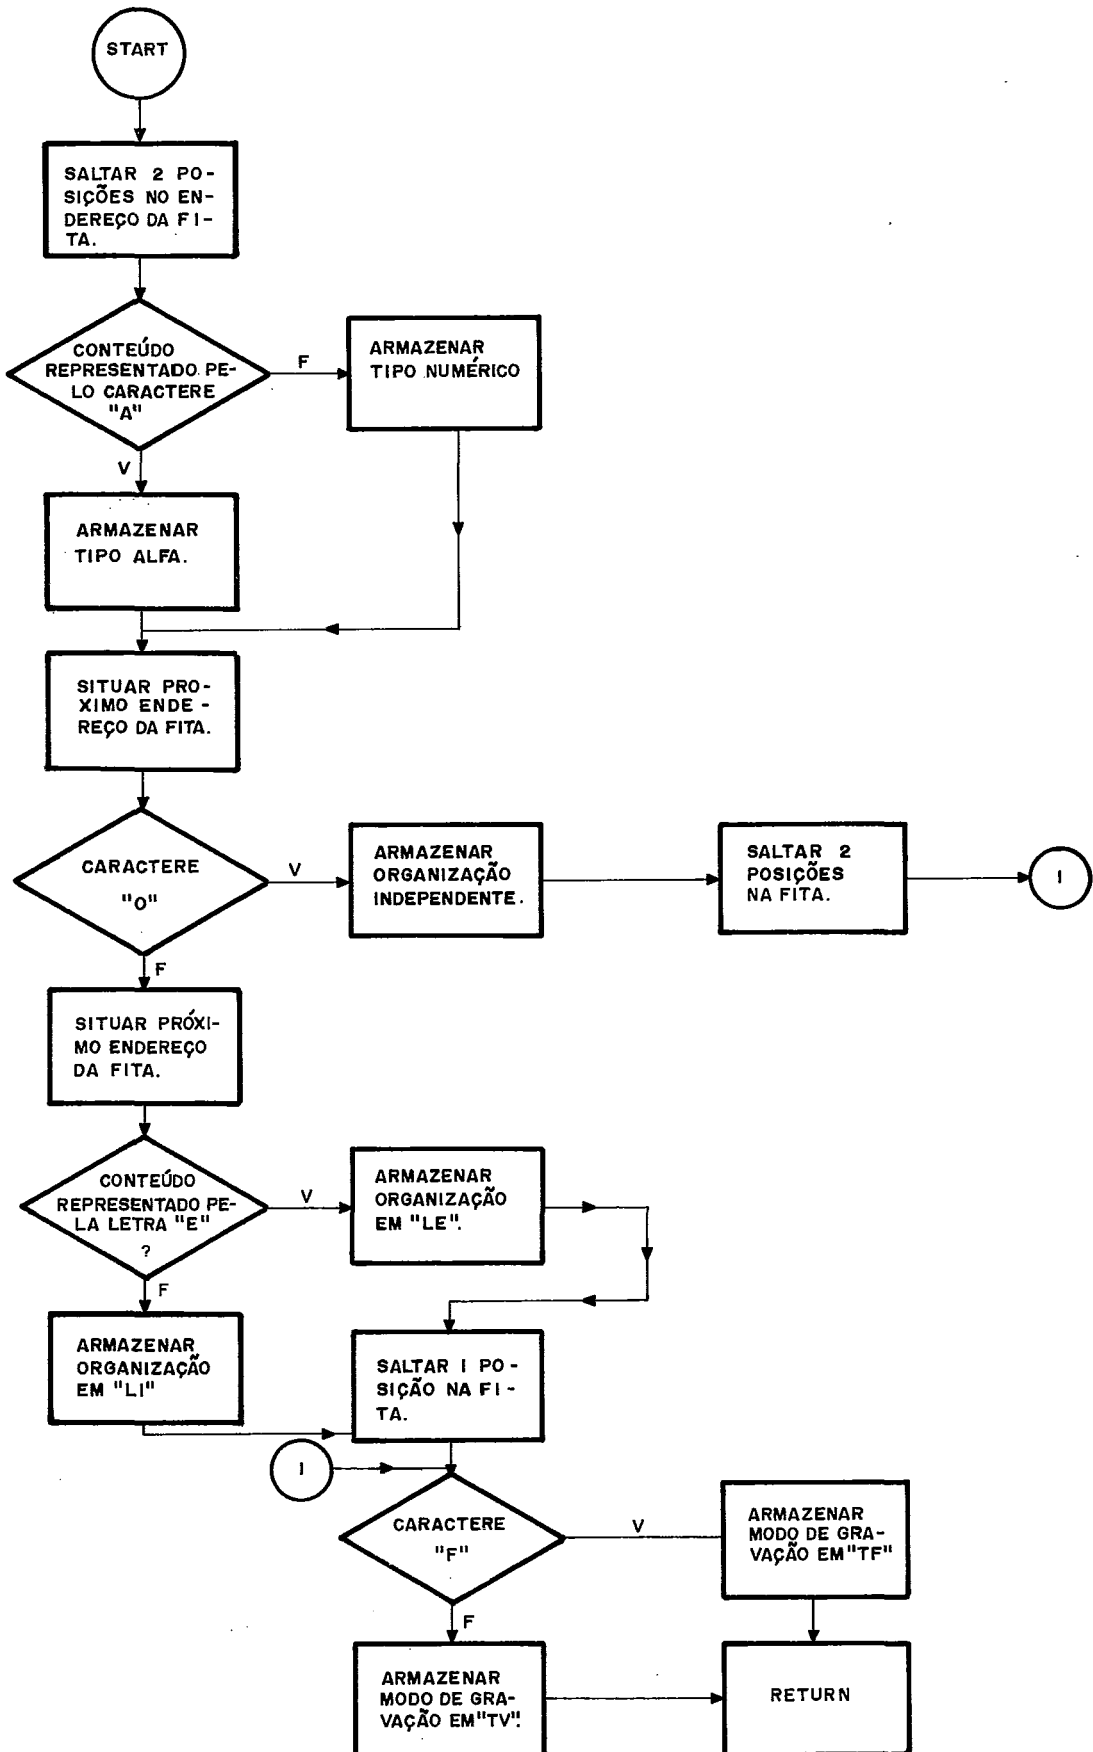 START
SALTAR 2 PO-
SIÇÕES NO EN-
DEREÇO DA FI-
TA.
CONTEÚDO
REPRESENTADO PE-
LO CARACTERE
"A"
F
ARMAZENAR
TIPO NUMÉRICO
V
ARMAZENAR
TIPO ALFA.
SITUAR PRO-
XIMO ENDE-
REÇO DA FITA.
CARACTERE
"O"
V
ARMAZENAR
ORGANIZAÇÃO
INDEPENDENTE.
SALTAR 2
POSIÇÕES
NA FITA.
I
F
SITUAR PRÓXI-
MO ENDEREÇO
DA FITA.
CONTEÚDO
REPRESENTADO PE-
LA LETRA "E"
?
V
ARMAZENAR
ORGANIZAÇÃO
EM "LE".
F
ARMAZENAR
ORGANIZAÇÃO
EM "LI"
SALTAR I PO-
SIÇÃO NA FI-
TA.
I
CARACTERE
"F"
V
ARMAZENAR
MODO DE GRA-
VAÇÃO EM "TF"
F
ARMAZENAR
MODO DE GRA-
VAÇÃO EM "TV".
RETURN